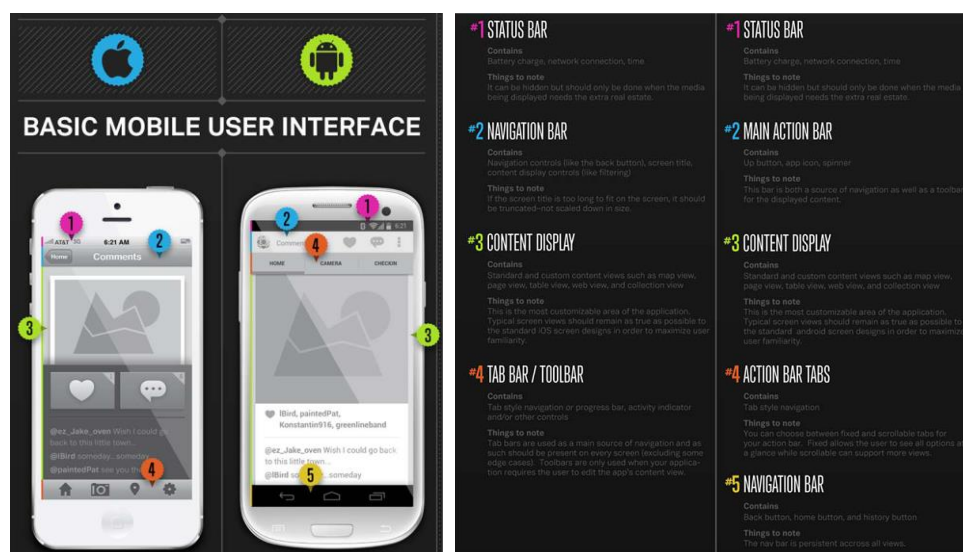 BASIC MOBILE USER INTERFACE
1
AT&T 3G
6:21 AM
2
Home
Comments
3
@ez_Jake_oven Wish I could go
back to this little town...
@IBird someday.. someday
@paintedPat see you th
4
1
6:21
2
Comments
4
HOME
CAMERA
CHECKIN
3
IBird, paintedPat,
Konstantin916, greenlineband
@ez_Jake_oven Wish I could go back
to this little town...
@IBird so someday
5
#1 STATUS BAR
Contains
Battery charge, network connection, time
Things to note
It can be hidden but should only be done when the media
being displayed needs the extra real estate.
#2 NAVIGATION BAR
Contains
Navigation controls (like the back button), screen title,
content display controls (like filtering)
Things to note
If the screen title is too long to fit on the screen, it should
be truncated–not scaled down in size.
#3 CONTENT DISPLAY
Contains
Standard and custom content views such as map view,
page view, table view, web view, and collection view
Things to note
This is the most customizable area of the application.
Typical screen views should remain as true as possible to
the standard iOS screen designs in order to maximize user
familiarity.
#4 TAB BAR / TOOLBAR
Contains
Tab style navigation or progress bar, activity indicator
and/or other controls
Things to note
Tab bars are used as a main source of navigation and as
such should be present on every screen (excluding some
edge cases). Toolbars are only used when your applica-
tion requires the user to edit the app's content view.
#1 STATUS BAR
Contains
Battery charge, network connection, time
Things to note
It can be hidden but should only be done when the media
being displayed needs the extra real estate.
#2 MAIN ACTION BAR
Contains
Up button, app icon, spinner
Things to note
This bar is both a source of navigation as well as a toolbar
for the displayed content.
#3 CONTENT DISPLAY
Contains
Standard and custom content views such as map view,
page view, table view, web view, and collection view
Things to note
This is the most customizable area of the application.
Typical screen views should remain as true as possible to
the standard android screen designs in order to maximize
user familiarity.
#4 ACTION BAR TABS
Contains
Tab style navigation
Things to note
You can choose between fixed and scrollable tabs for
your action bar. Fixed allows the user to see all options at
a glance while scrollable can support more views.
#5 NAVIGATION BAR
Contains
Back button, home button, and history button
Things to note
The nav bar is persistent accross all views.